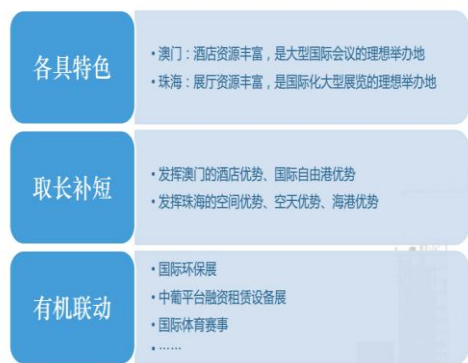 各具特色
• 澳门：酒店资源丰富，是大型国际会议的理想举办地
• 珠海：展厅资源丰富，是国际化大型展览的理想举办地
取长补短
• 发挥澳门的酒店优势、国际自由港优势
• 发挥珠海的空间优势、空天优势、海港优势
有机联动
• 国际环保展
• 中葡平台融资租赁设备展
• 国际体育赛事
• ……